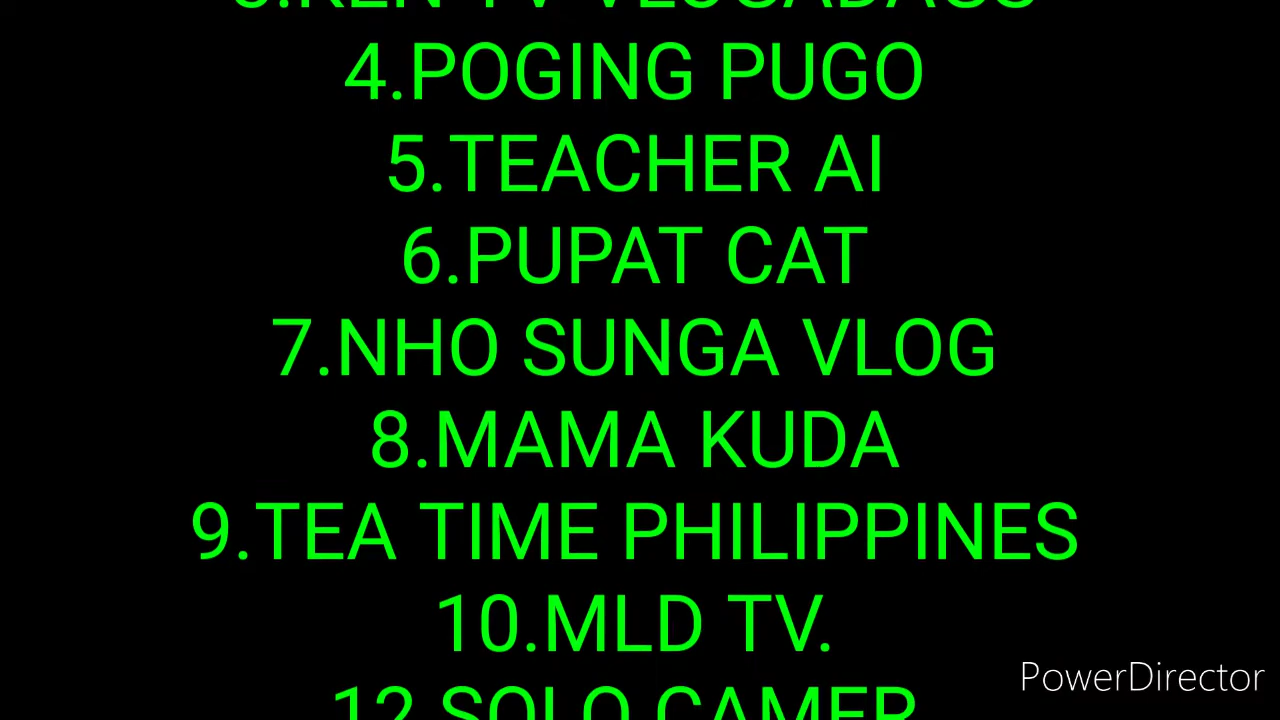 4.POGING PUGO
5.TEACHER AI
6.PUPAT CAT
7.NHO SUNGA VLOG
8.MAMA KUDA
9.TEA TIME PHILIPPINES
10.MLD TV.
12.SOLO CAMER
PowerDirector